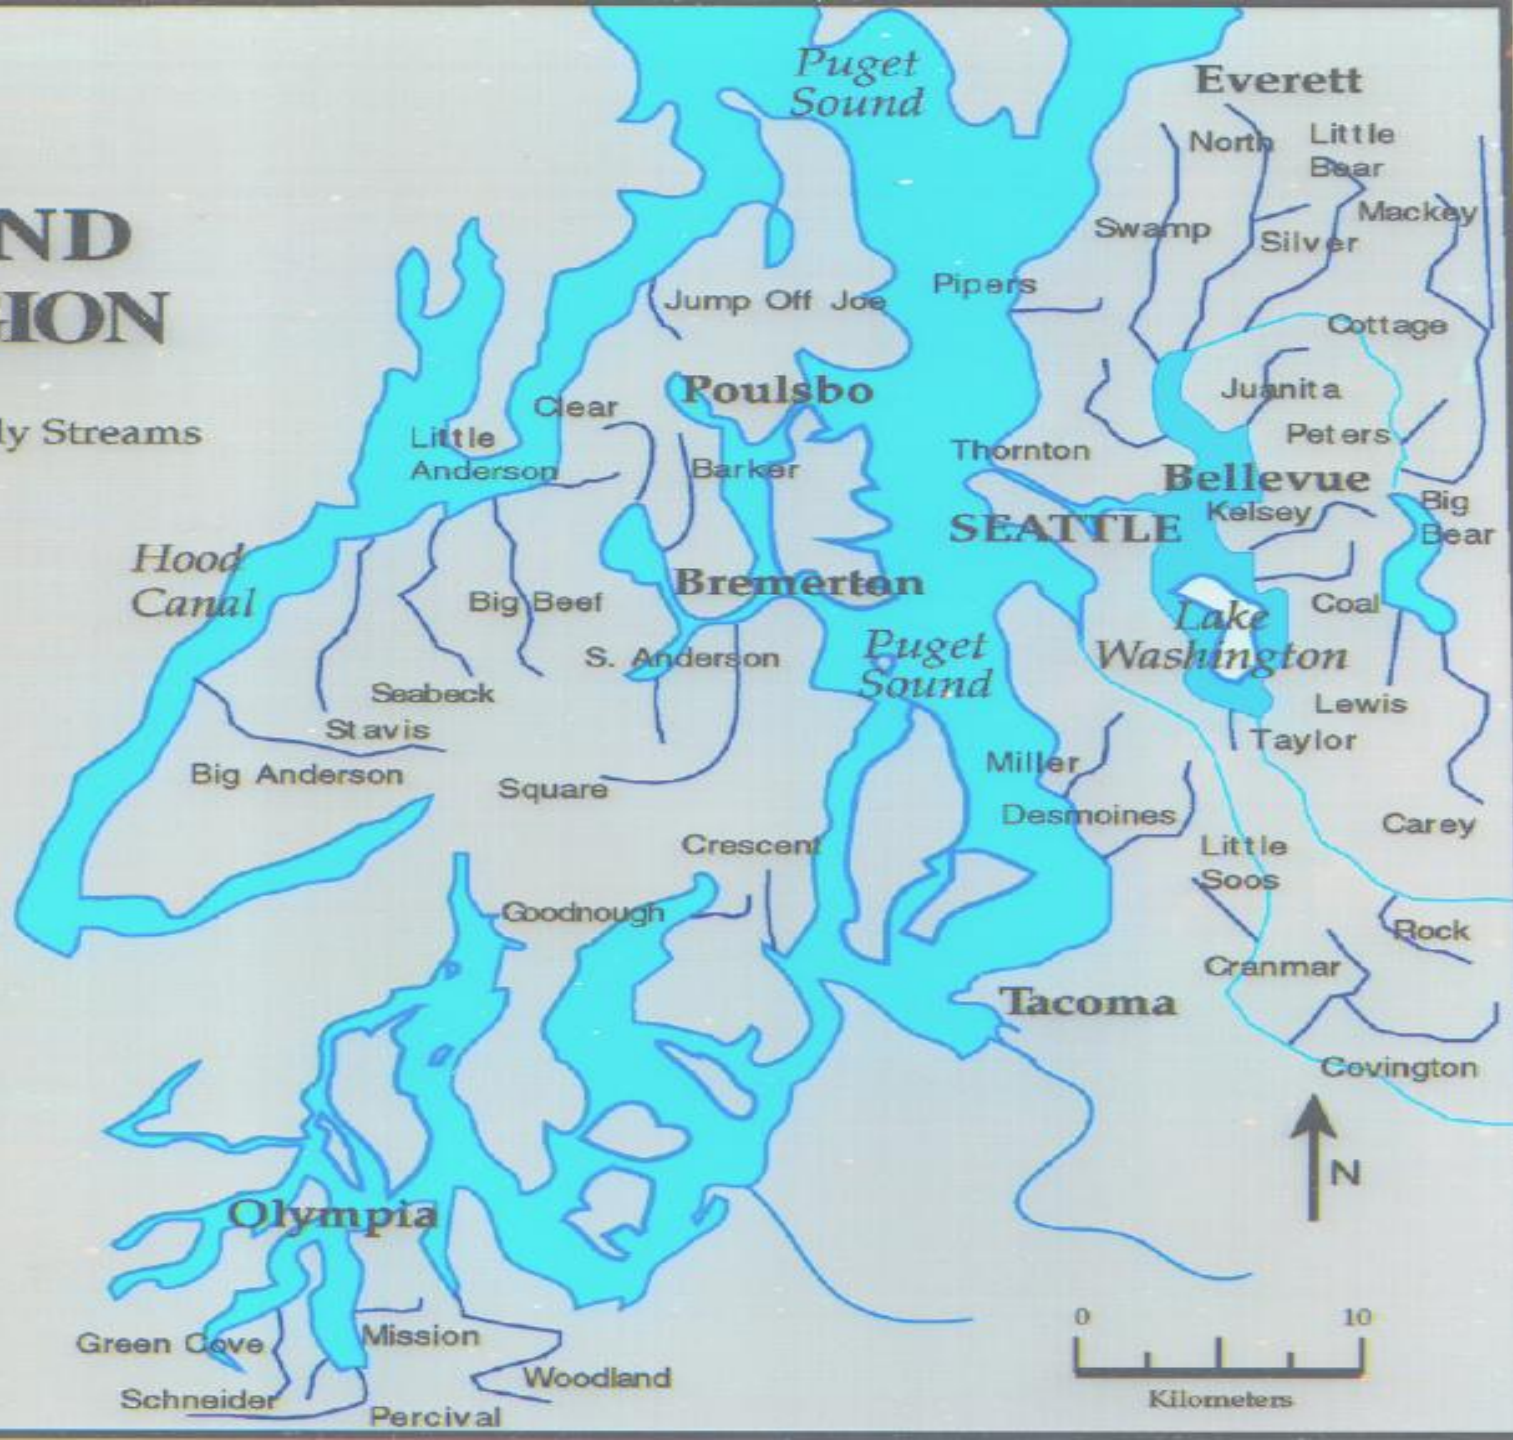 Puget
Sound
Everett
North
Little
Bear
Mackey
Swamp
Silver
ND
GION
Pipers
Jump Off Joe
Cottage
Poulsbo
Juanita
Clear
ly Streams
Little
Anderson
Peters
Thornton
Barker
Bellevue
Big
Bear
Kelsey
SEATTLE
Hood
Canal
Bremerton
Big Beef
Coal
Lake
Washington
Puget
Sound
S. Anderson
Seabeck
Lewis
Stavis
Taylor
Big Anderson
Miller
Square
Desmoines
Carey
Crescent
Little
Soos
Goodnough
Rock
Cranmar
Tacoma
Covington
N
Olympia
0 10
Kilometers
Green Cove
Mission
Woodland
Schneider
Percival